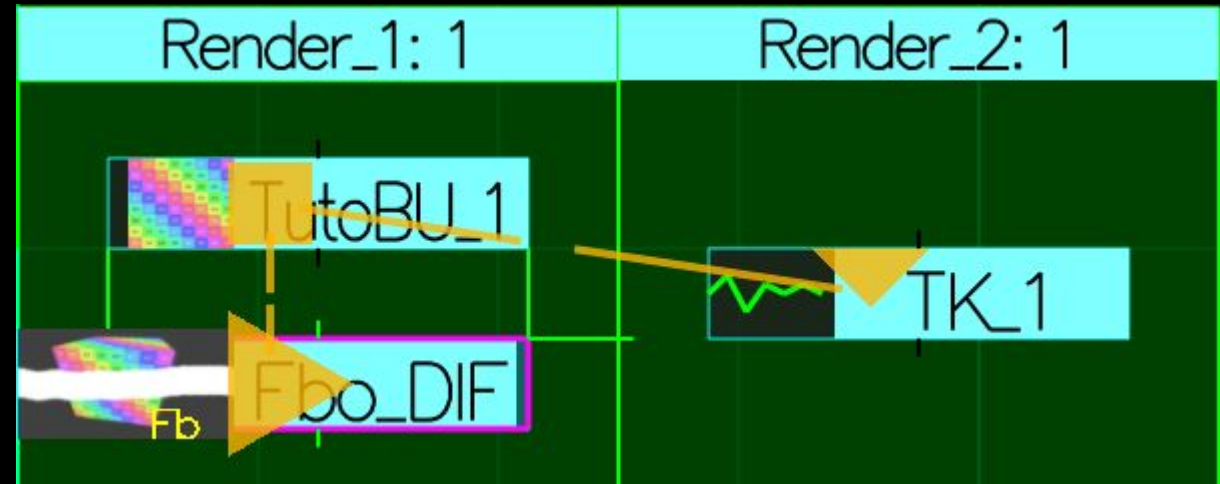 Render_1: 1
Render_2: 1
TutoBU_1
TK_1
Fbo_DIF
Fb